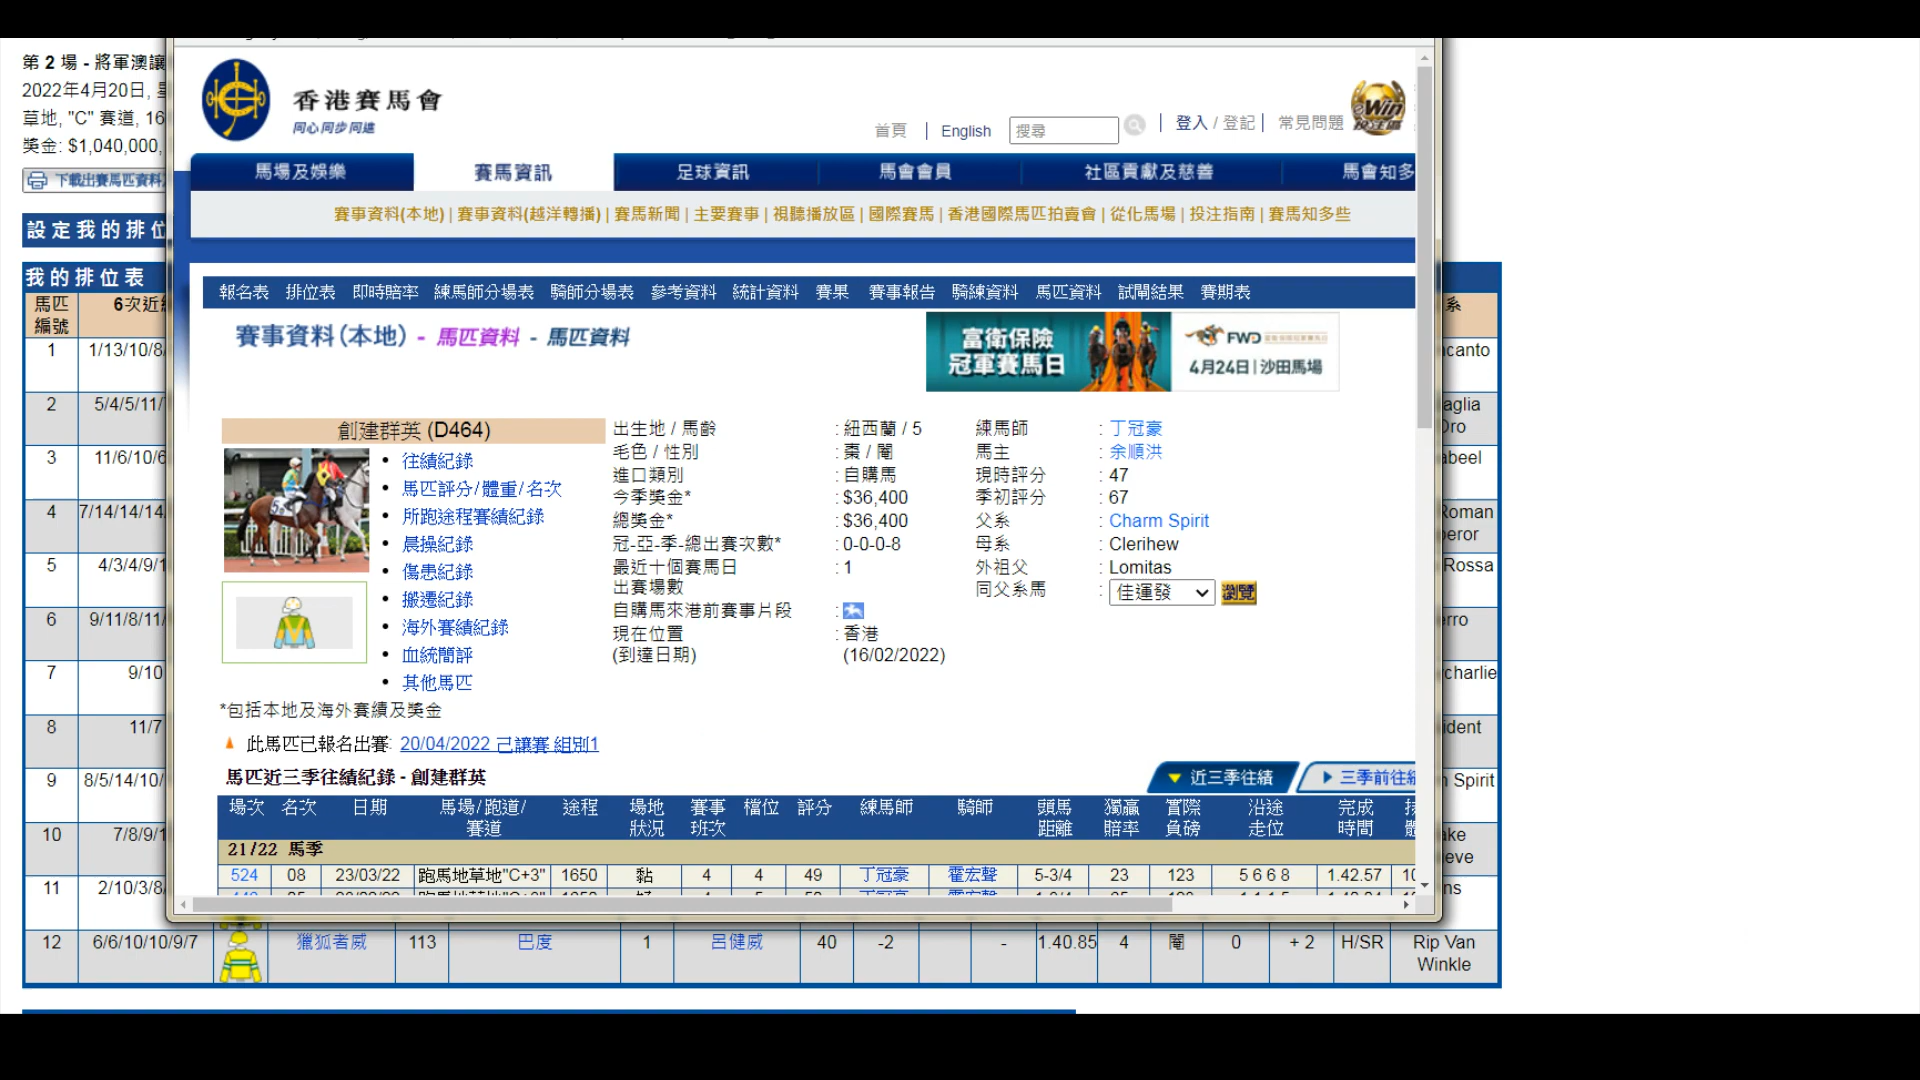 第 2 場 - 將軍澳讓
2022年4月20日,
草地, "C" 賽道, 16
獎金: $1,040,000,
下載出賽馬匹資料
設定我的排位
我的排位表
馬匹編號 6次近
1 1/13/10/8/
2 5/4/5/11/
3 11/6/10/6
4 7/14/14/14
5 4/3/4/9/1
6 9/11/8/11/
7 9/10
8 11/7
9 8/5/14/10/
10 7/8/9/1
11 2/10/3/8/
12 6/6/10/10/9/7 獵狐者威 113 巴度 1 呂健威 40 -2 - 1.40.85 4 閹 0 + 2 H/SR Rip Van Winkle
香港賽馬會
同心同步同進
首頁 | English 搜尋 | 登入 / 登記 | 常見問題
eWin 投注區
馬場及娛樂 賽馬資訊 足球資訊 馬會會員 社區貢獻及慈善 馬會知多
賽事資料(本地) | 賽事資料(越洋轉播) | 賽馬新聞 | 主要賽事 | 視聽播放區 | 國際賽馬 | 香港國際馬匹拍賣會 | 從化馬場 | 投注指南 | 賽馬知多些
報名表 排位表 即時賠率 練馬師分場表 騎師分場表 參考資料 統計資料 賽果 賽事報告 騎練資料 馬匹資料 試閘結果 賽期表
賽事資料(本地) - 馬匹資料 - 馬匹資料
富衛保險
冠軍賽馬日
FWD
4月24日 | 沙田馬場
創建群英 (D464)
往績紀錄
馬匹評分/體重/名次
所跑途程賽績紀錄
晨操紀錄
傷患紀錄
搬遷紀錄
海外賽績紀錄
血統簡評
其他馬匹
出生地 / 馬齡 : 紐西蘭 / 5
毛色 / 性別 : 棗 / 閹
進口類別 : 自購馬
今季獎金* : $36,400
總獎金* : $36,400
冠-亞-季-總出賽次數* : 0-0-0-8
最近十個賽馬日 : 1
出賽場數
自購馬來港前賽事片段 :
現在位置 : 香港
(到達日期) (16/02/2022)
練馬師 : 丁冠豪
馬主 : 余順洪
現時評分 : 47
季初評分 : 67
父系 : Charm Spirit
母系 : Clerihew
外祖父 : Lomitas
同父系馬 : 佳運發 瀏覽
*包括本地及海外賽績及獎金
此馬匹已報名出賽: 20/04/2022 己讓賽 組別1
馬匹近三季往績紀錄 - 創建群英
近三季往績 三季前往績
場次 名次 日期 馬場/跑道/賽道 途程 場地狀況 賽事班次 檔位 評分 練馬師 騎師 頭馬距離 獨贏賠率 實際負磅 沿途走位 完成時間
21/22 馬季
524 08 23/03/22 跑馬地草地"C+3" 1650 黏 4 4 49 丁冠豪 霍宏聲 5-3/4 23 123 5 6 6 8 1.42.57 10
系
canto
aglia
Oro
abeel
Roman
peror
Rossa
erro
charlie
ident
n Spirit
ake
ieve
ns